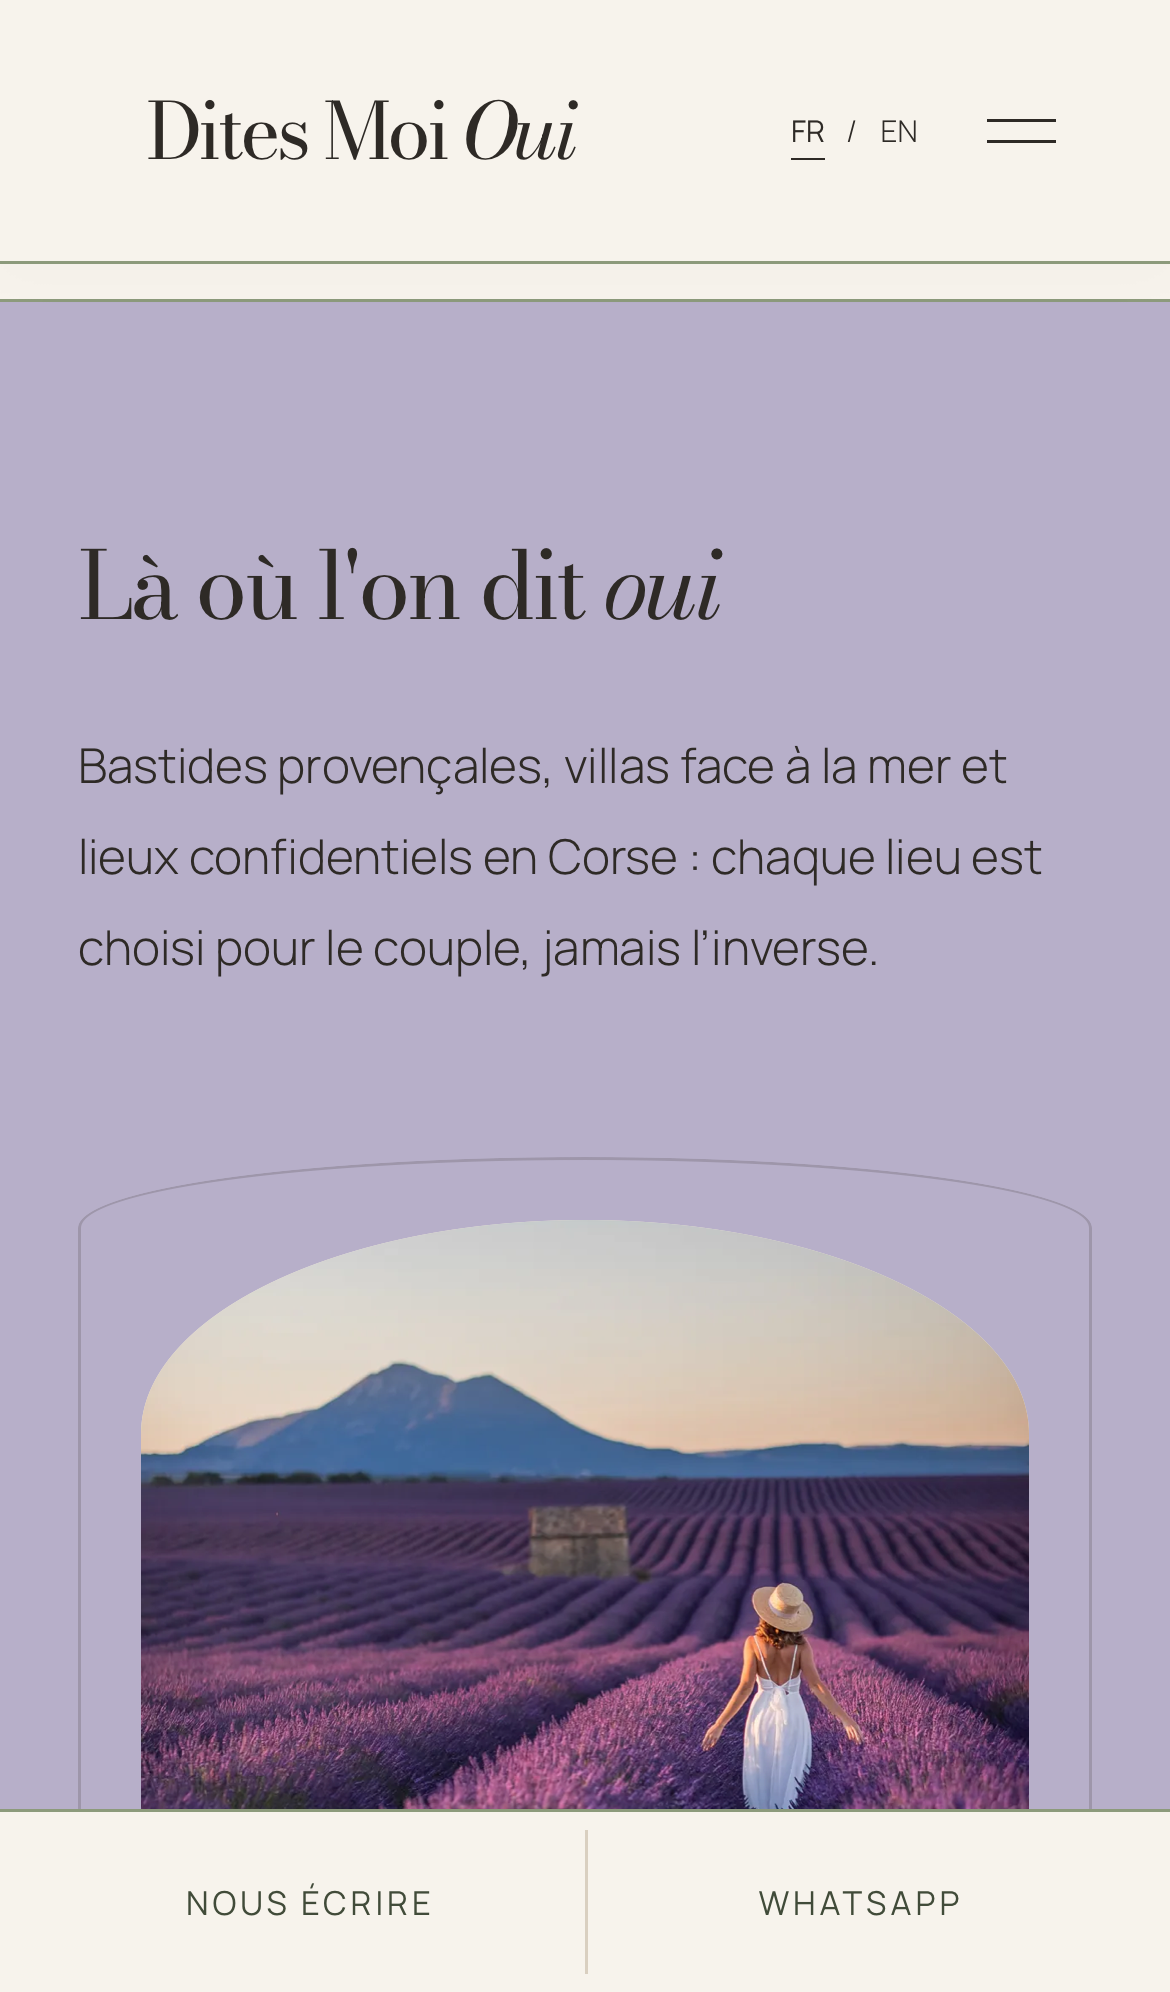 Dites Moi Oui
FR / EN
Là où l'on dit oui
Bastides provençales, villas face à la mer et
lieux confidentiels en Corse : chaque lieu est
choisi pour le couple, jamais l’inverse.
NOUS ÉCRIRE
WHATSAPP